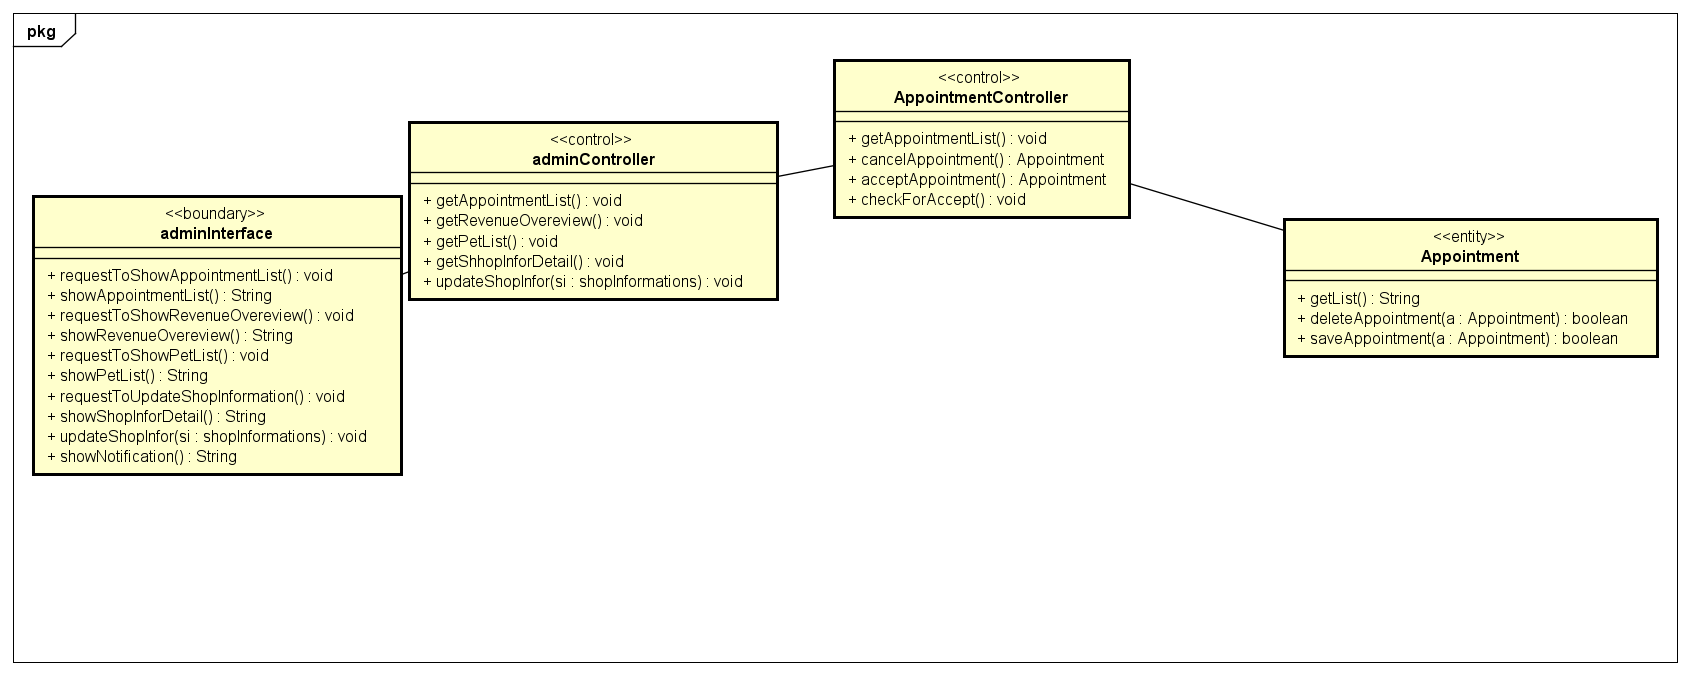 pkg
<<boundary>>
adminInterface
+ requestToShowAppointmentList() : void
+ showAppointmentList() : String
+ requestToShowRevenueOvereview() : void
+ showRevenueOvereview() : String
+ requestToShowPetList() : void
+ showPetList() : String
+ requestToUpdateShopInformation() : void
+ showShopInforDetail() : String
+ updateShopInfor(si : shopInformations) : void
+ showNotification() : String
<<control>>
adminController
+ getAppointmentList() : void
+ getRevenueOvereview() : void
+ getPetList() : void
+ getShhopInforDetail() : void
+ updateShopInfor(si : shopInformations) : void
<<control>>
AppointmentController
+ getAppointmentList() : void
+ cancelAppointment() : Appointment
+ acceptAppointment() : Appointment
+ checkForAccept() : void
<<entity>>
Appointment
+ getList() : String
+ deleteAppointment(a : Appointment) : boolean
+ saveAppointment(a : Appointment) : boolean